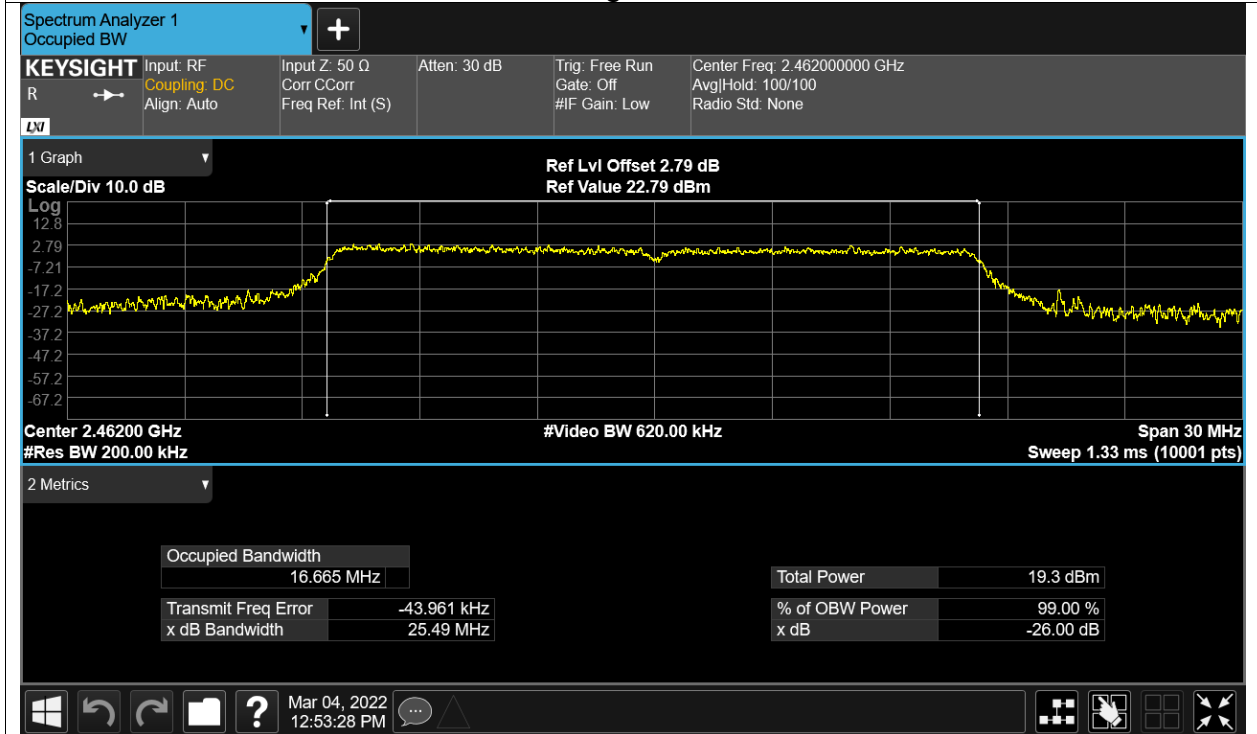 Spectrum Analyzer 1
Occupied BW
KEYSIGHT
R
LXI
Input: RF
Coupling: DC
Align: Auto
Input Z: 50 Ω
Corr CCorr
Freq Ref: Int (S)
Atten: 30 dB
Trig: Free Run
Gate: Off
#IF Gain: Low
Center Freq: 2.462000000 GHz
Avg|Hold: 100/100
Radio Std: None
1 Graph
Scale/Div 10.0 dB
Ref Lvl Offset 2.79 dB
Ref Value 22.79 dBm
Log
12.8
2.79
-7.21
-17.2
-27.2
-37.2
-47.2
-57.2
-67.2
Center 2.46200 GHz
#Res BW 200.00 kHz
#Video BW 620.00 kHz
Span 30 MHz
Sweep 1.33 ms (10001 pts)
2 Metrics
Occupied Bandwidth
16.665 MHz
Transmit Freq Error -43.961 kHz
x dB Bandwidth 25.49 MHz
Total Power 19.3 dBm
% of OBW Power 99.00 %
x dB -26.00 dB
?
Mar 04, 2022
12:53:28 PM